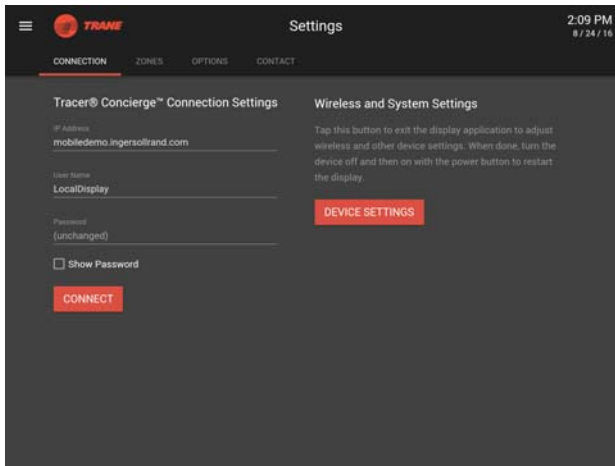 TRANE
Settings
2:09 PM
8 / 24 / 16
CONNECTION ZONES OPTIONS CONTACT
Tracer® Concierge™ Connection Settings
IP Address
mobiledemo.ingersollrand.com
User Name
LocalDisplay
Password
(unchanged)
Show Password
CONNECT
Wireless and System Settings
Tap this button to exit the display application to adjust
wireless and other device settings. When done, turn the
device off and then on with the power button to restart
the display.
DEVICE SETTINGS